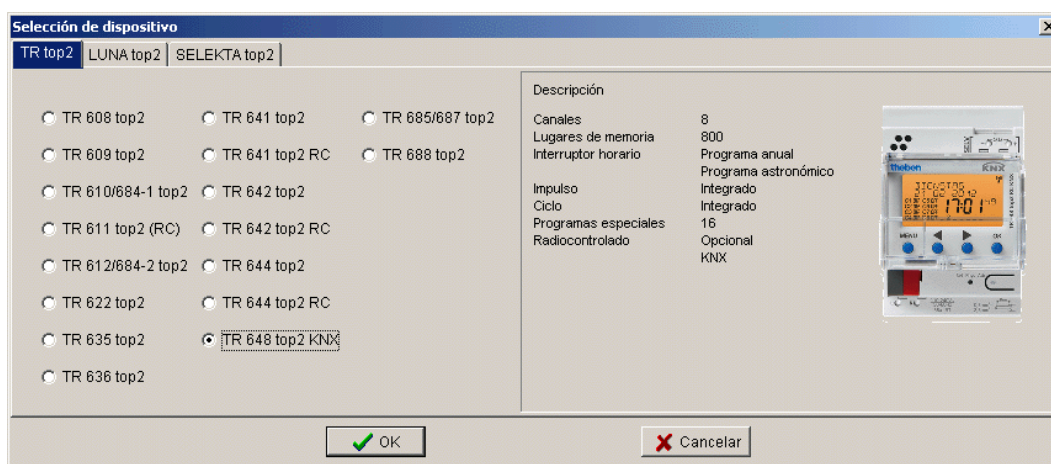 Selección de dispositivo
TR top2 LUNA top2 SELEKTA top2
TR 608 top2 TR 641 top2 TR 685/687 top2
TR 609 top2 TR 641 top2 RC TR 688 top2
TR 610/684-1 top2 TR 642 top2
TR 611 top2 (RC) TR 642 top2 RC
TR 612/684-2 top2 TR 644 top2
TR 622 top2 TR 644 top2 RC
TR 635 top2 TR 648 top2 KNX
TR 636 top2
Descripción
Canales 8
Lugares de memoria 800
Interruptor horario Programa anual
Programa astronómico
Impulso Integrado
Ciclo Integrado
Programas especiales 16
Radiocontrolado Opcional
KNX
theben KNX
17:01
MENU OK
OK Cancelar